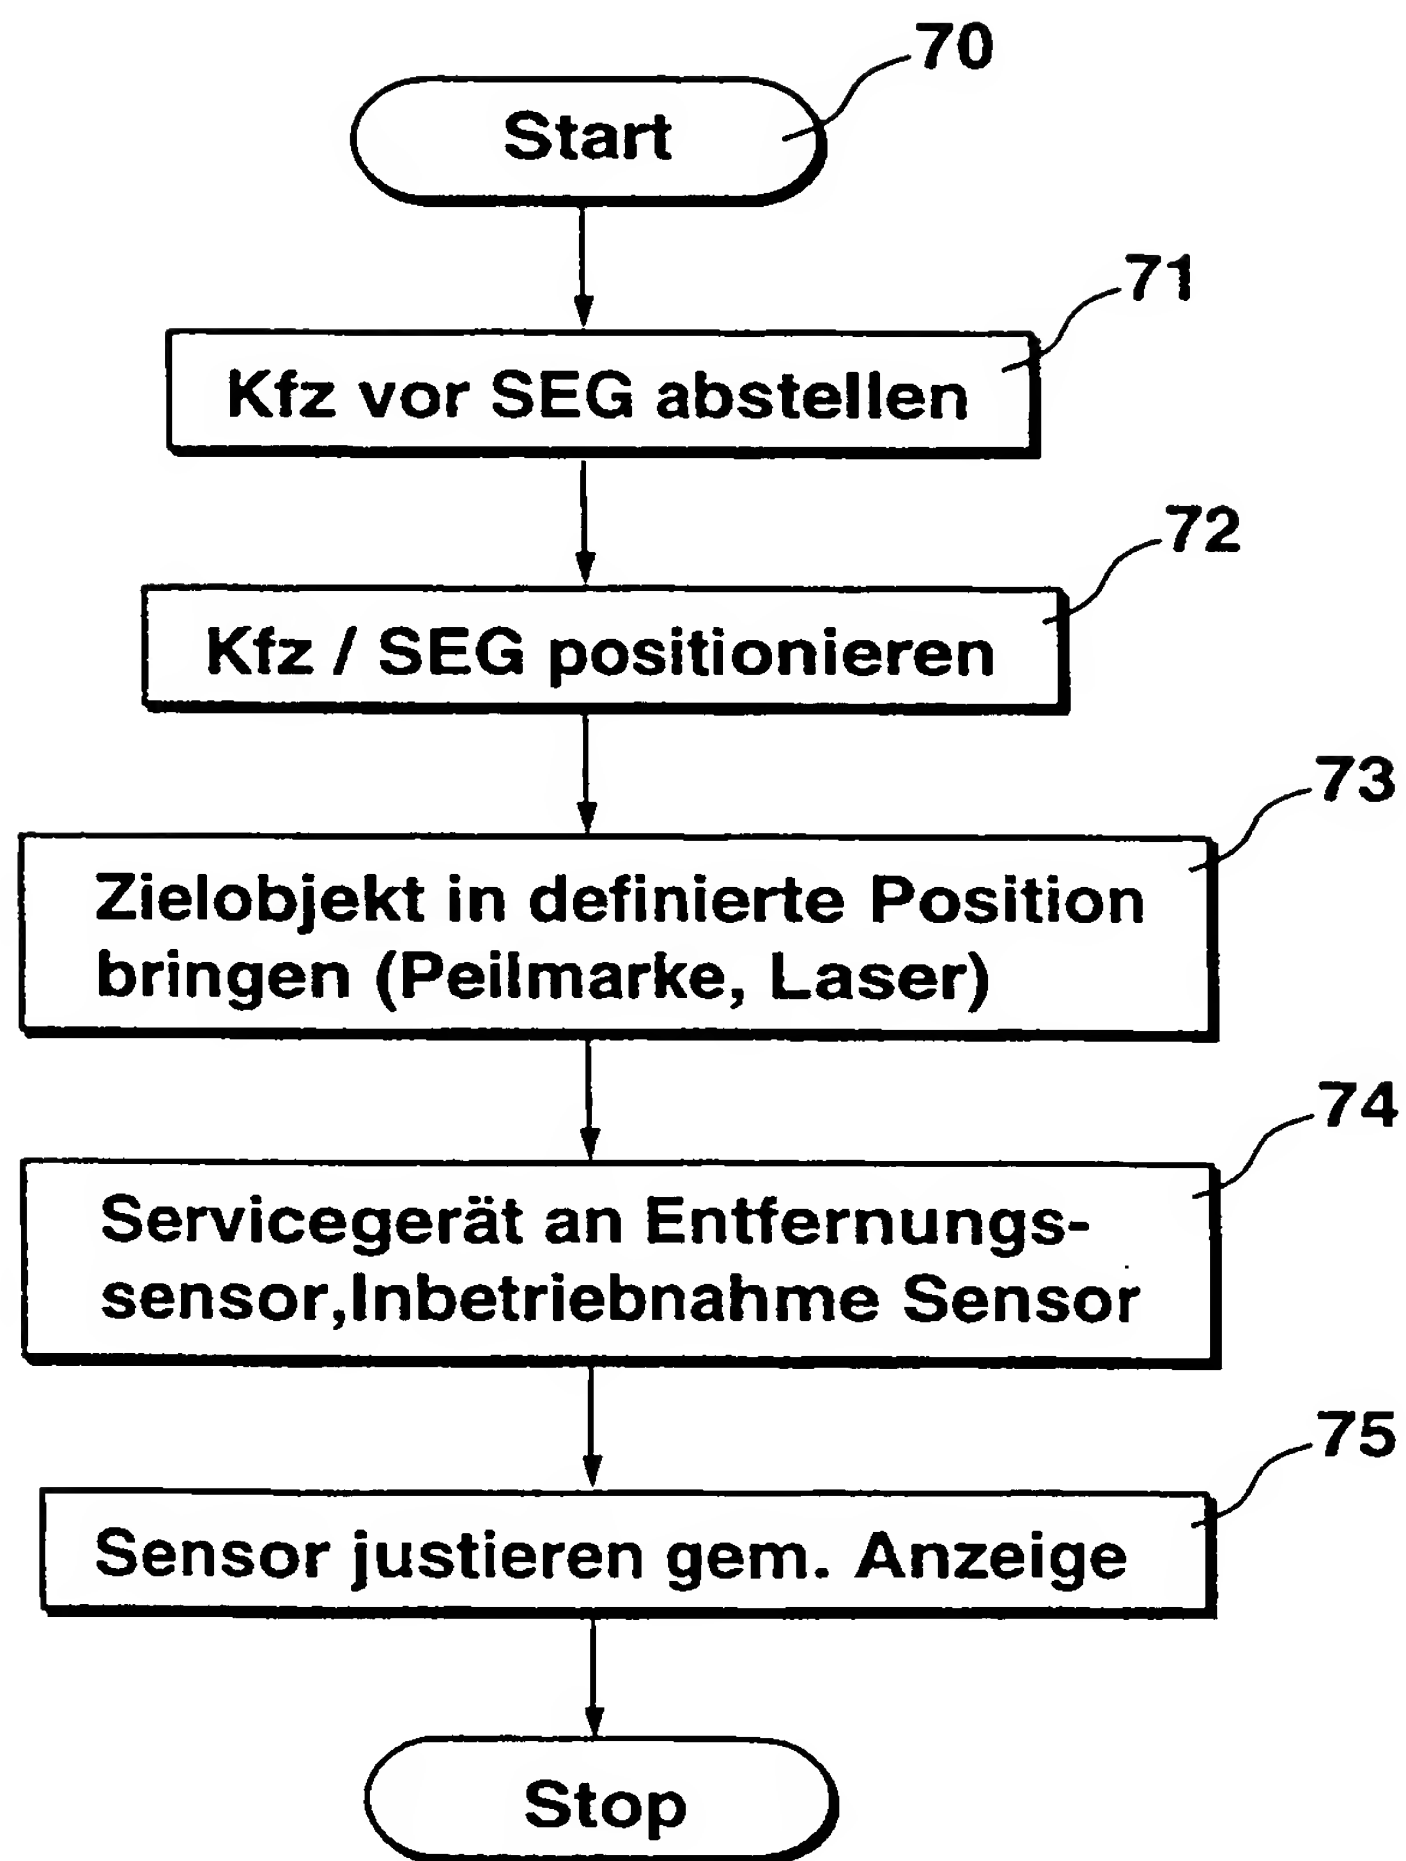 70
Start
71
Kfz vor SEG abstellen
72
Kfz / SEG positionieren
73
Zielobjekt in definierte Position
bringen (Peilmarke, Laser)
74
Servicegerät an Entfernungs-
sensor,Inbetriebnahme Sensor
75
Sensor justieren gem. Anzeige
Stop